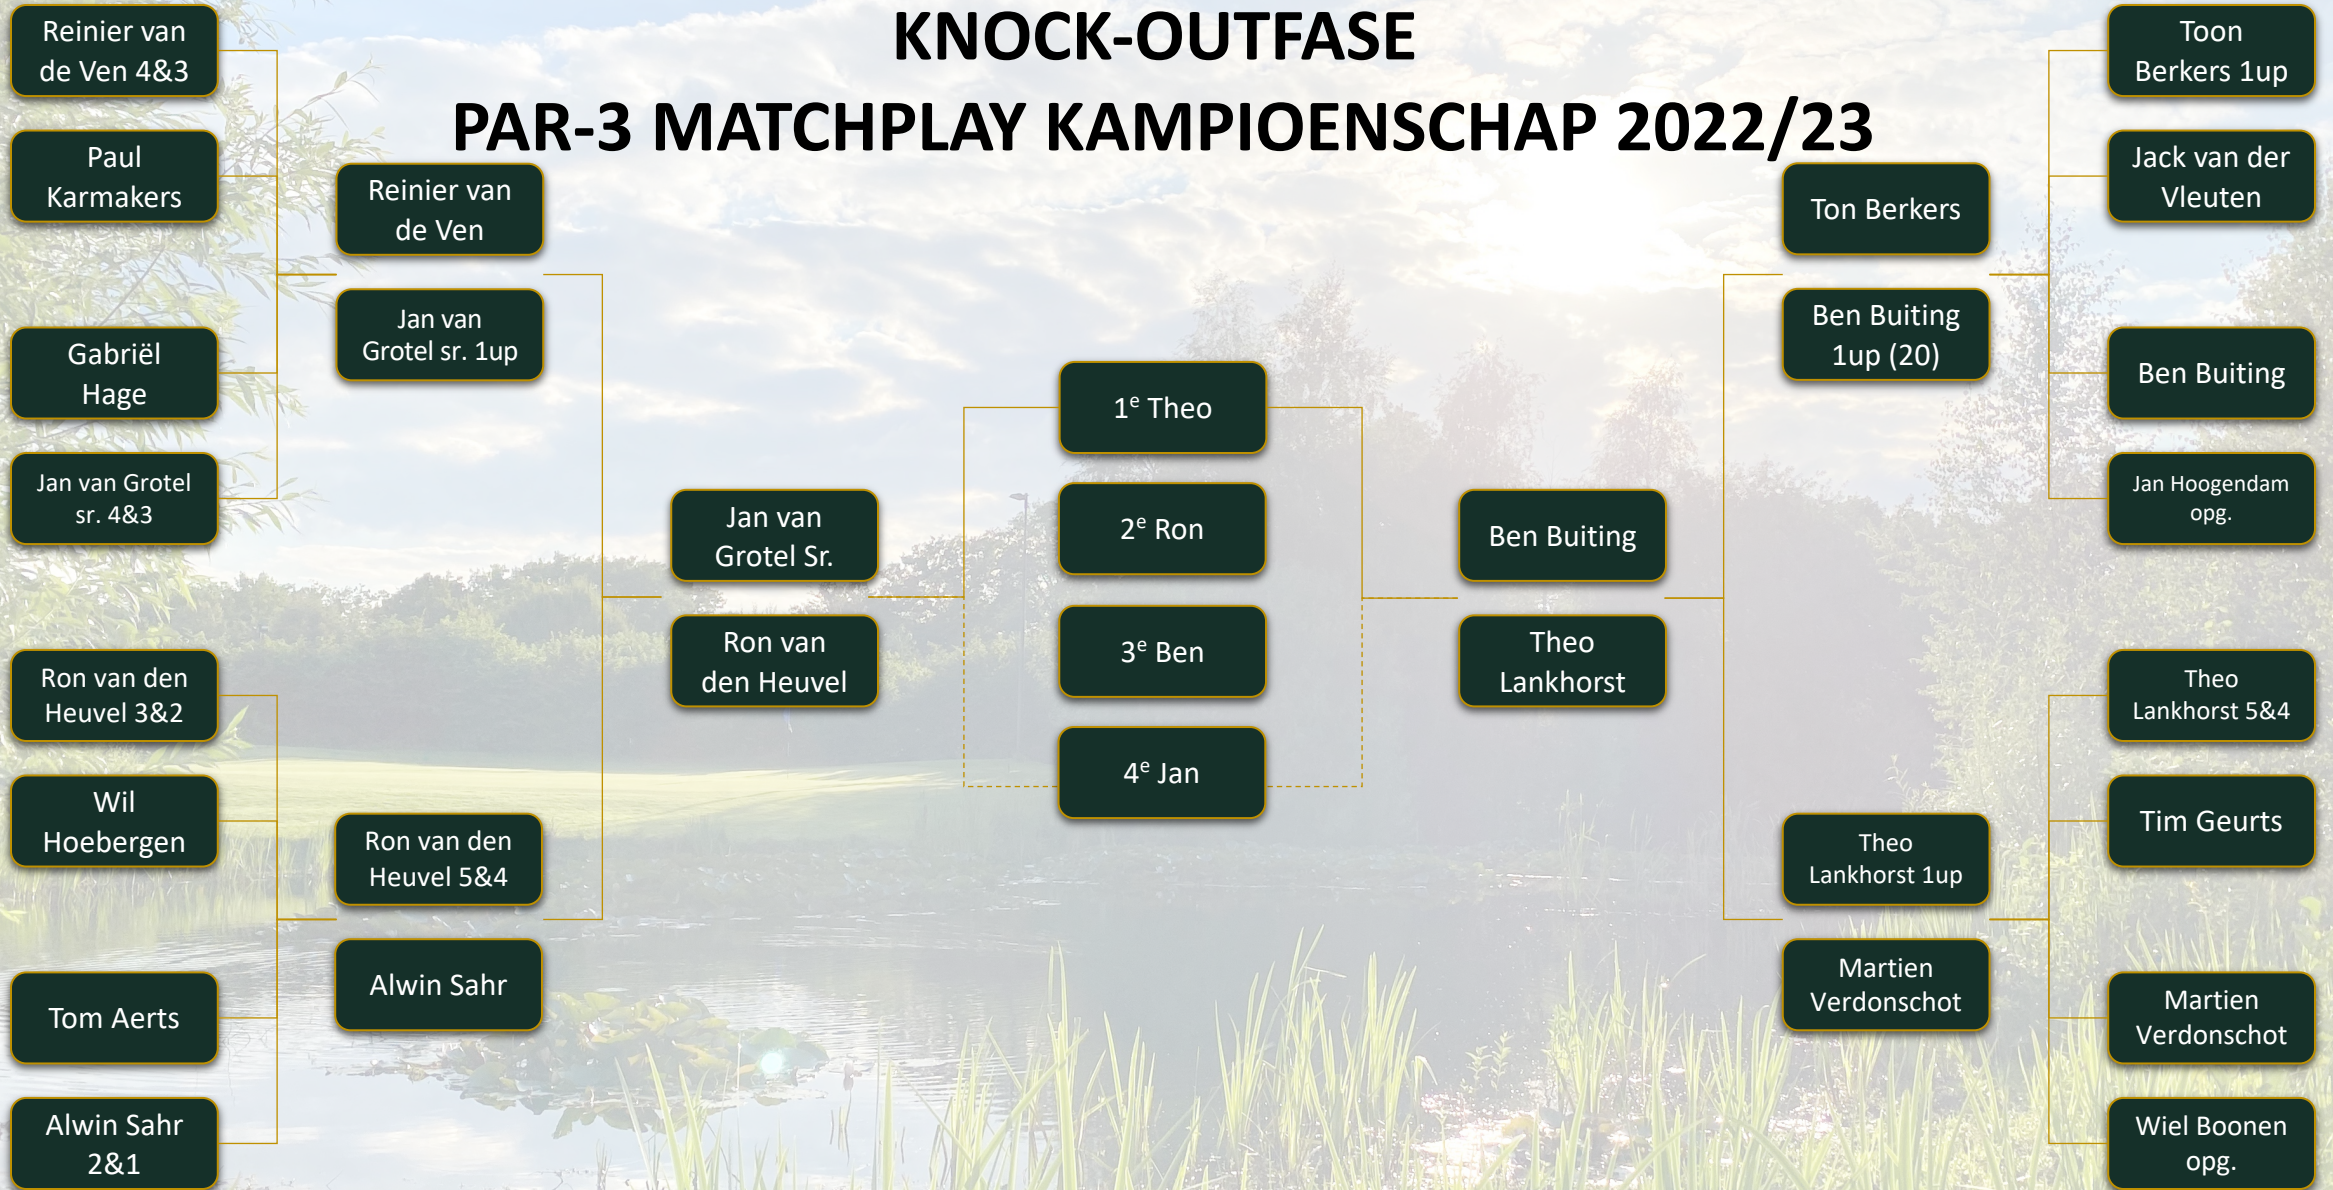 KNOCK-OUTFASE
PAR-3 MATCHPLAY KAMPIOENSCHAP 2022/23
Reinier van
de Ven 4&3
Paul
Karmakers
Gabriël
Hage
Jan van Grotel
sr. 4&3
Ron van den
Heuvel 3&2
Wil
Hoebergen
Tom Aerts
Alwin Sahr
2&1
Reinier van
de Ven
Jan van
Grotel sr. 1up
Ron van den
Heuvel 5&4
Alwin Sahr
Jan van
Grotel Sr.
Ron van
den Heuvel
1e Theo
2e Ron
3e Ben
4e Jan
Ben Buiting
Theo
Lankhorst
Ton Berkers
Ben Buiting
1up (20)
Theo
Lankhorst 1up
Martien
Verdonschot
Toon
Berkers 1up
Jack van der
Vleuten
Ben Buiting
Jan Hoogendam
opg.
Theo
Lankhorst 5&4
Tim Geurts
Martien
Verdonschot
Wiel Boonen
opg.